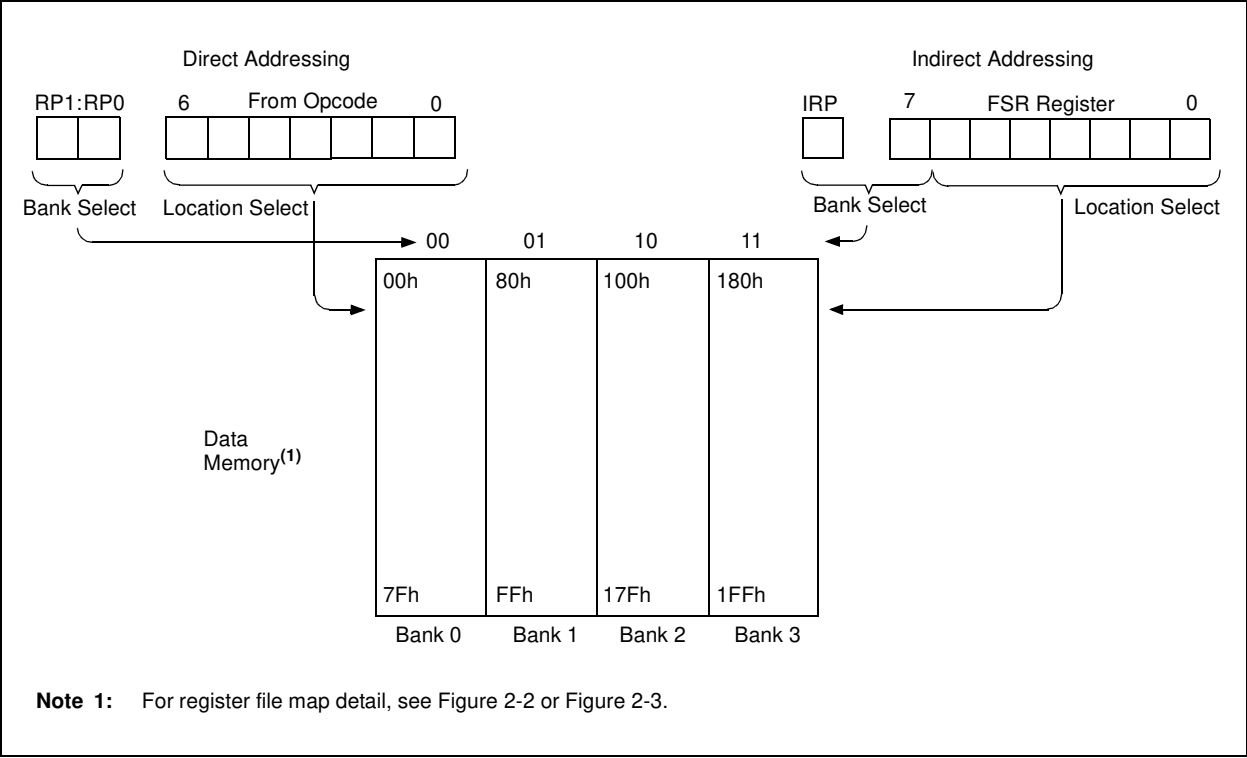 Direct Addressing
Indirect Addressing
RP1:RP0 6 From Opcode 0
IRP 7 FSR Register 0
Bank Select Location Select
Bank Select Location Select
00 01 10 11
00h 80h 100h 180h
Data
Memory(1)
7Fh FFh 17Fh 1FFh
Bank 0 Bank 1 Bank 2 Bank 3
Note 1: For register file map detail, see Figure 2-2 or Figure 2-3.